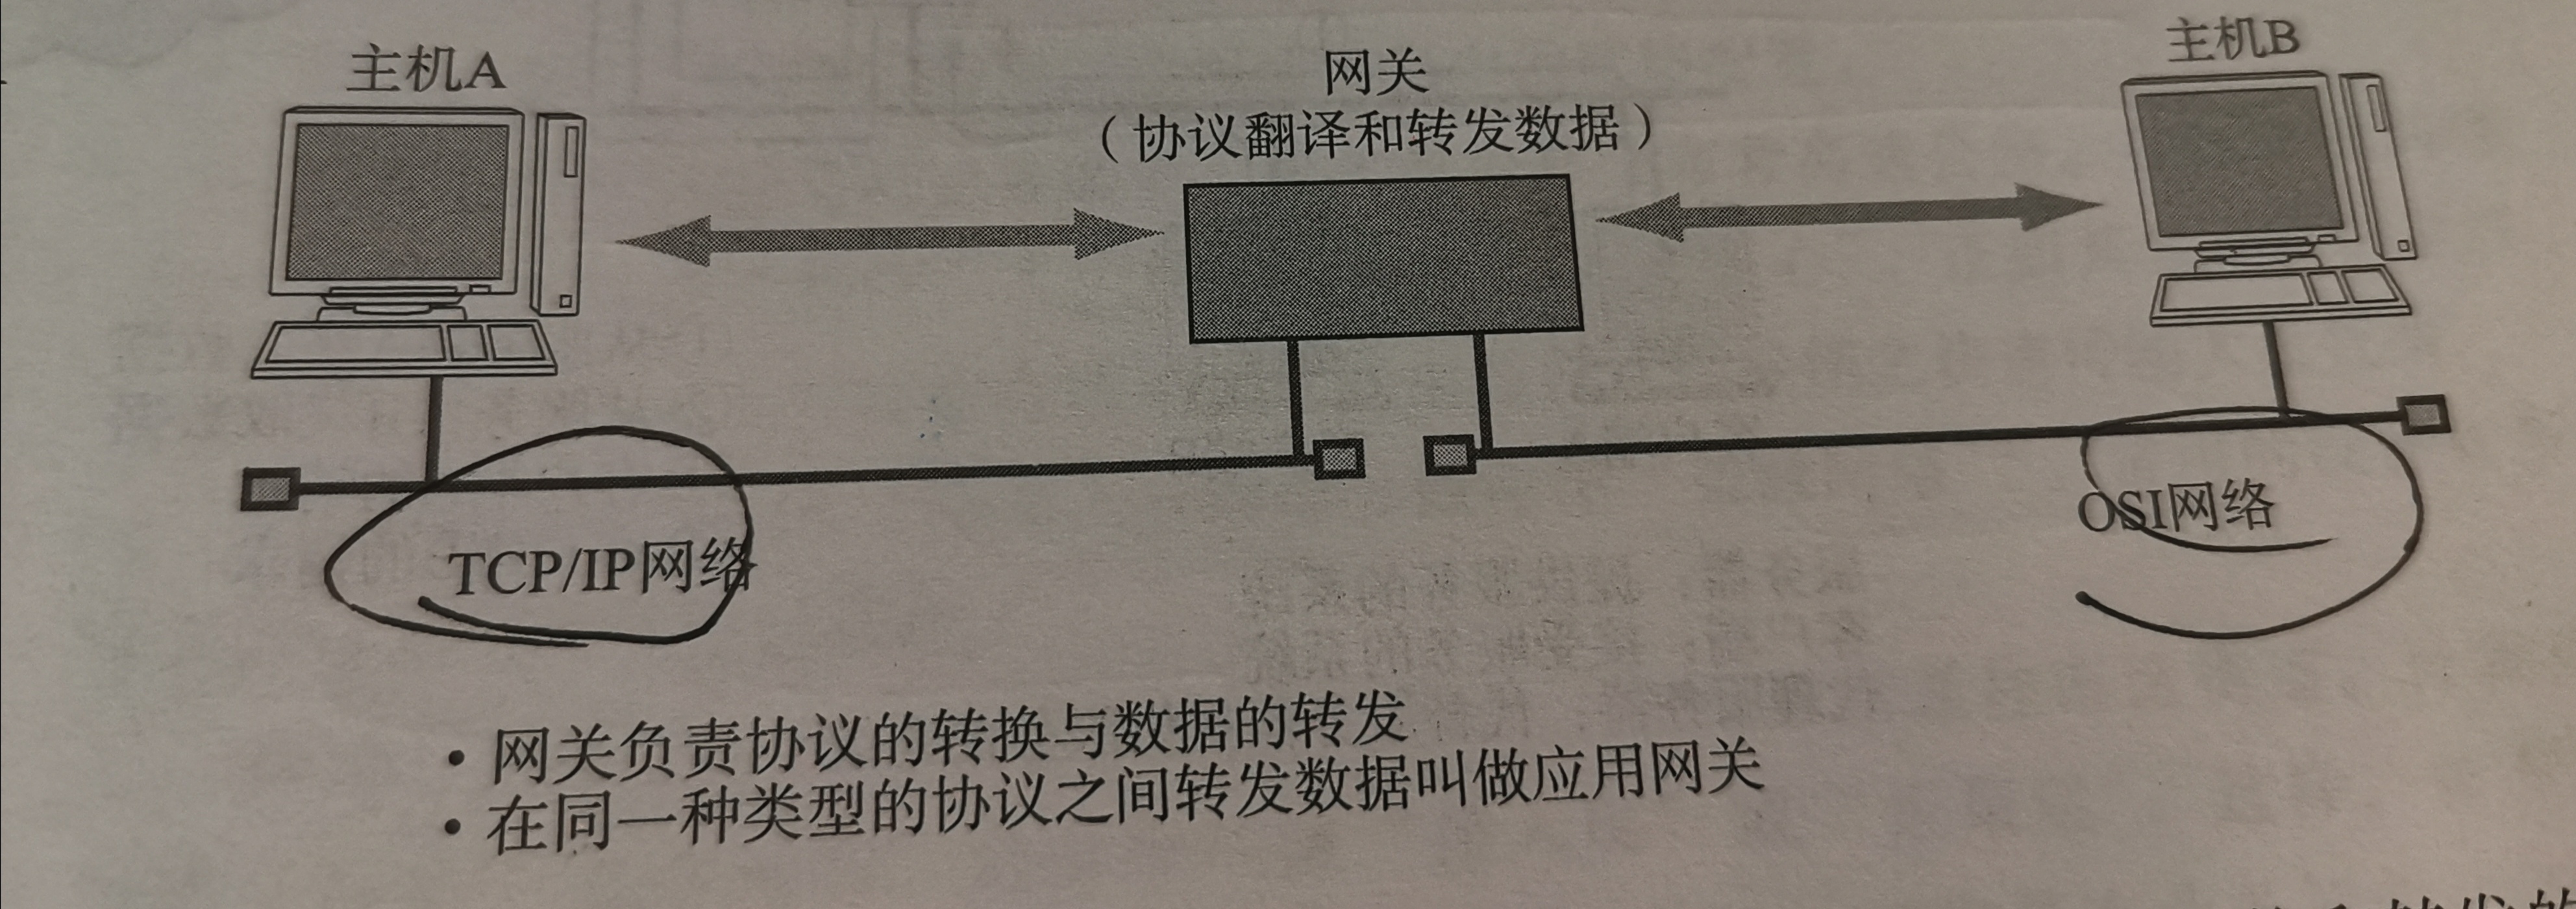 主机A
网关
（协议翻译和转发数据）
主机B
TCP/IP网络
OSI网络
・网关负责协议的转换与数据的转发
・在同一种类型的协议之间转发数据叫做应用网关
转发的